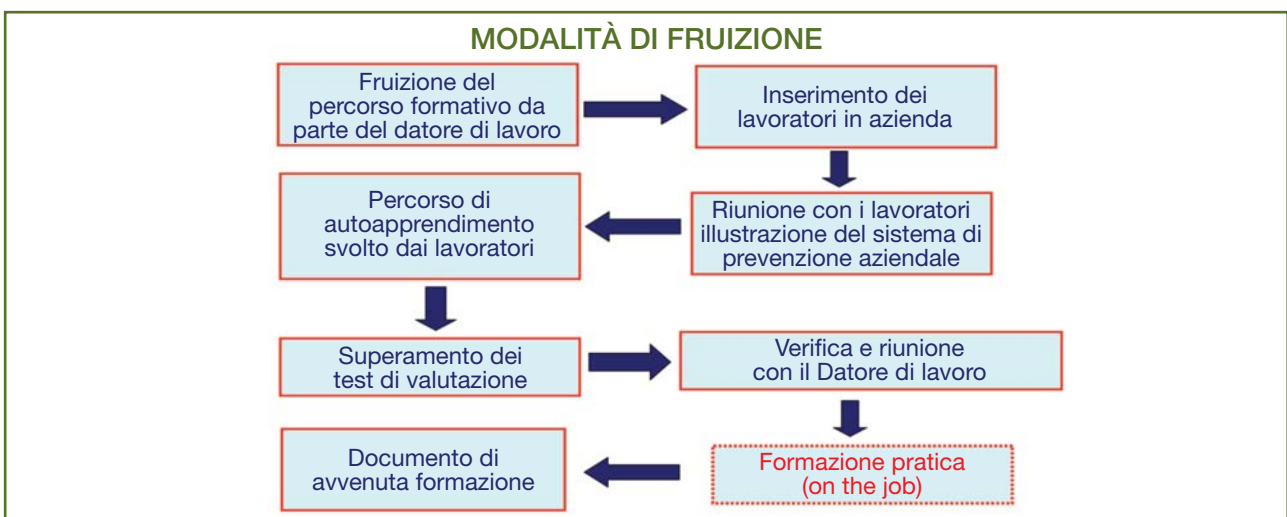 MODALITÀ DI FRUIZIONE
Fruizione del
percorso formativo da
parte del datore di lavoro
Inserimento dei
lavoratori in azienda
Riunione con i lavoratori
illustrazione del sistema di
prevenzione aziendale
Percorso di
autoapprendimento
svolto dai lavoratori
Superamento dei
test di valutazione
Verifica e riunione
con il Datore di lavoro
Formazione pratica
(on the job)
Documento di
avvenuta formazione